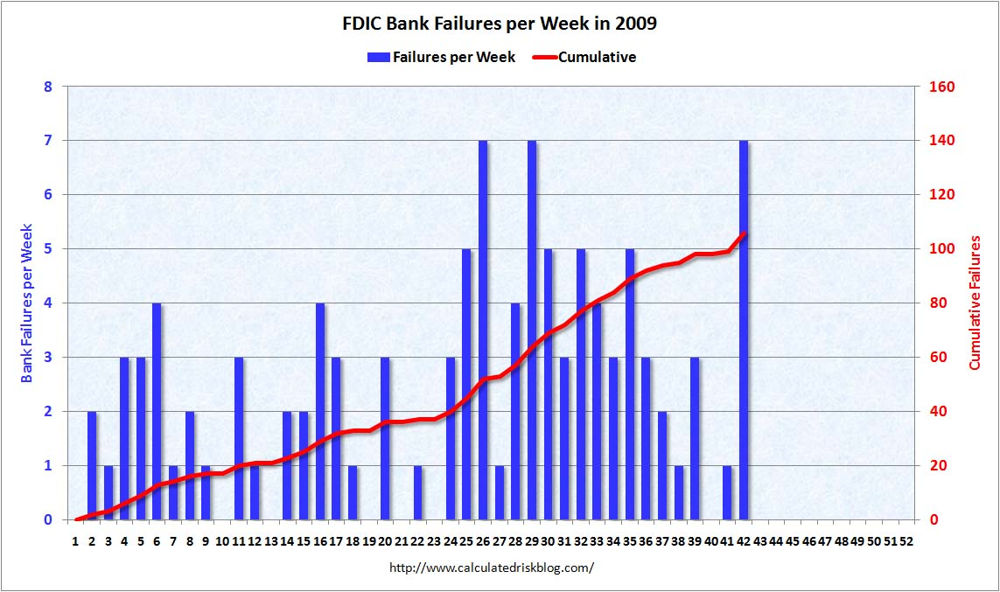 FDIC Bank Failures per Week in 2009
Failures per Week Cumulative
8 160
7 140
6 120
5 100
4 80
3 60
2 40
1 20
0 0
Bank Failures per Week
Cumulative Failures
1 2 3 4 5 6 7 8 9 10 11 12 13 14 15 16 17 18 19 20 21 22 23 24 25 26 27 28 29 30 31 32 33 34 35 36 37 38 39 40 41 42 43 44 45 46 47 48 49 50 51 52
http://www.calculatedriskblog.com/